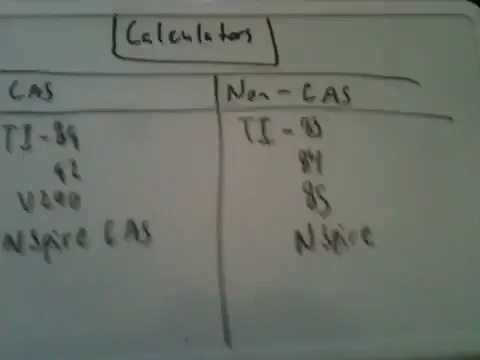 Calculators
CAS
TI-89
92
V200
NSpire CAS
Non-CAS
TI-83
84
85
NSpire